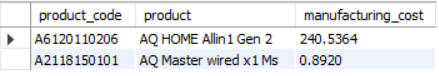 product_code product manufacturing_cost
A6120110206 AQ HOME Allin1 Gen 2 240.5364
A2118150101 AQ Master wired x1 Ms 0.8920